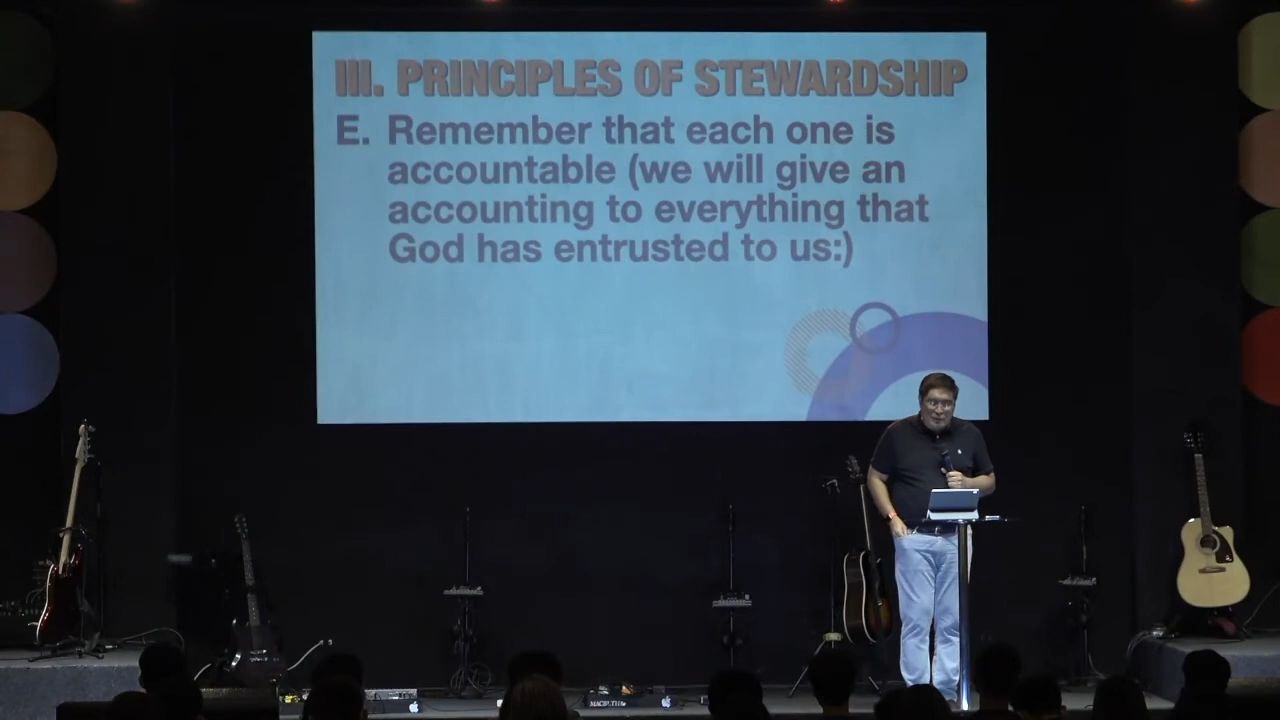 III. PRINCIPLES OF STEWARDSHIP
E. Remember that each one is
accountable (we will give an
accounting to everything that
God has entrusted to us:)